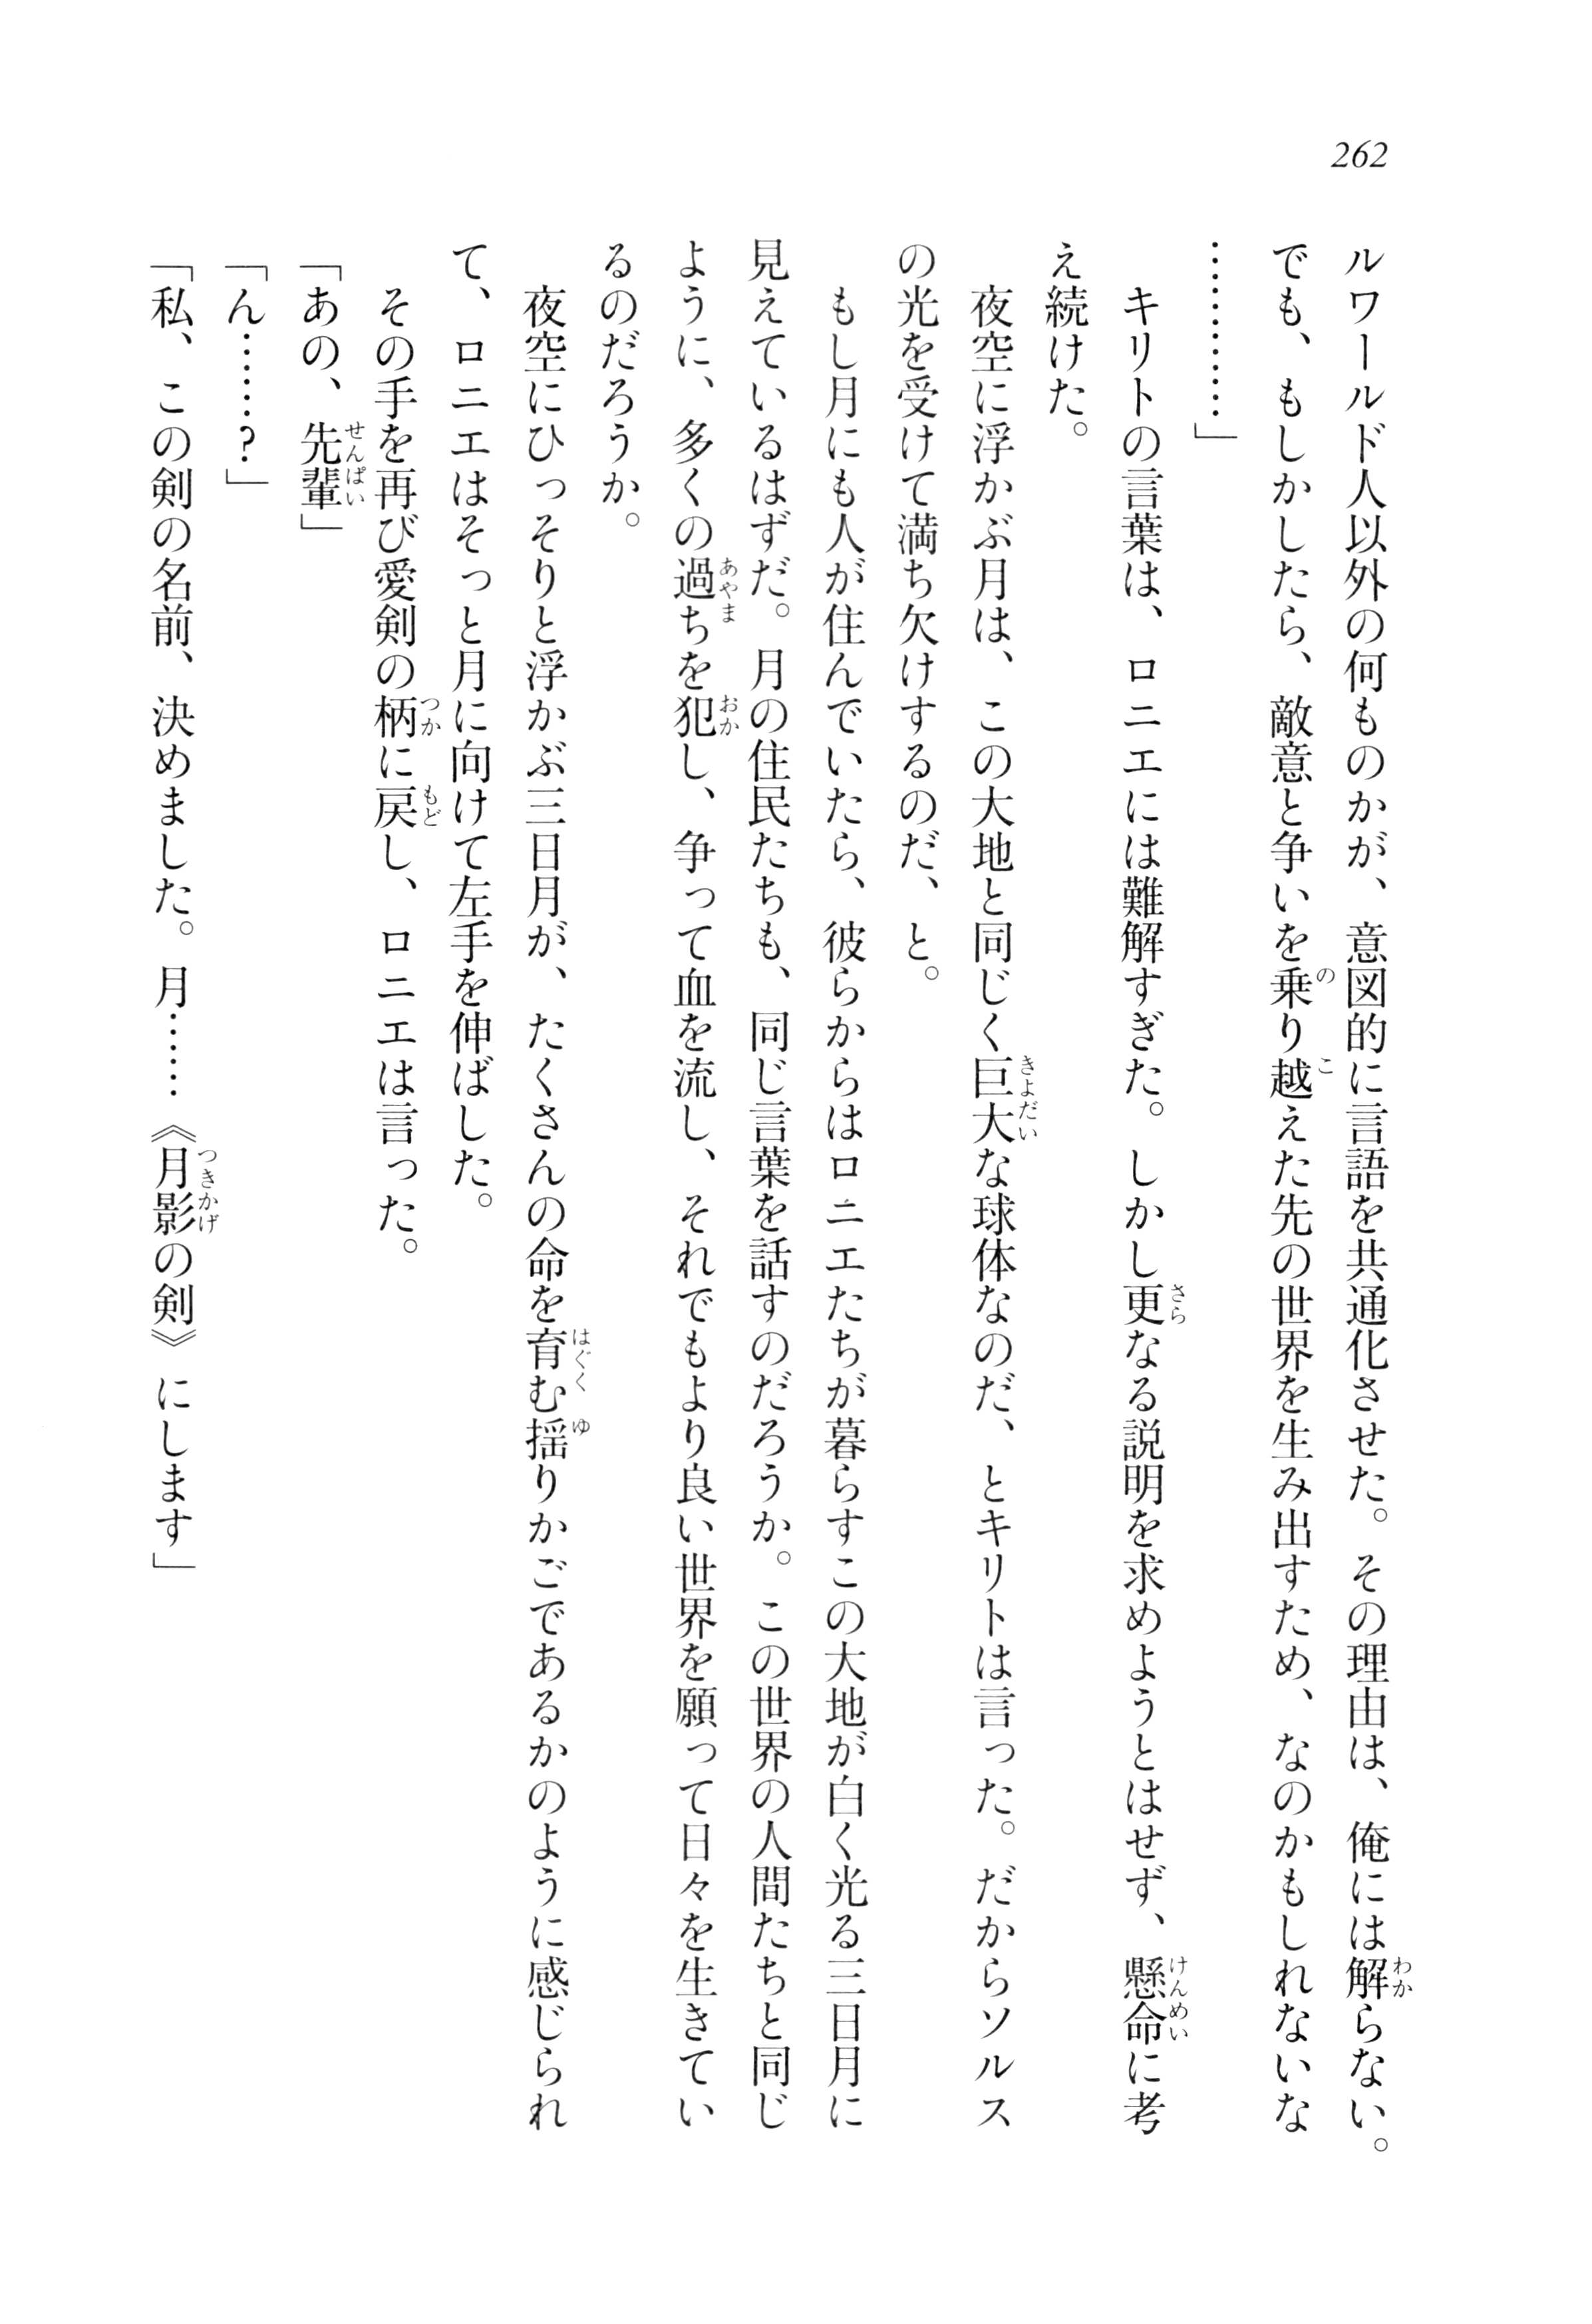 262
ルワールド人以外の何ものかが、意図的に言語を共通化させた。その理由は、俺には解らない。
でも、もしかしたら、敵意と争いを乗り越えた先の世界を生み出すため、なのかもしれないな
…………」
キリトの言葉は、ロニエには難解すぎた。しかし更なる説明を求めようとはせず、懸命に考
え続けた。
夜空に浮かぶ月は、この大地と同じく巨大な球体なのだ、とキリトは言った。だからソルス
の光を受けて満ち欠けするのだ、と。
もし月にも人が住んでいたら、彼らからはロニエたちが暮らすこの大地が白く光る三日月に
見えているはずだ。月の住民たちも、同じ言葉を話すのだろうか。この世界の人間たちと同じ
ように、多くの過ちを犯し、争って血を流し、それでもより良い世界を願って日々を生きてい
るのだろうか。
夜空にひっそりと浮かぶ三日月が、たくさんの命を育む揺りかごであるかのように感じられ
て、ロニエはそっと月に向けて左手を伸ばした。
その手を再び愛剣の柄に戻し、ロニエは言った。
「あの、先輩」
「ん……?」
「私、この剣の名前、決めました。月……《月影の剣》にします」